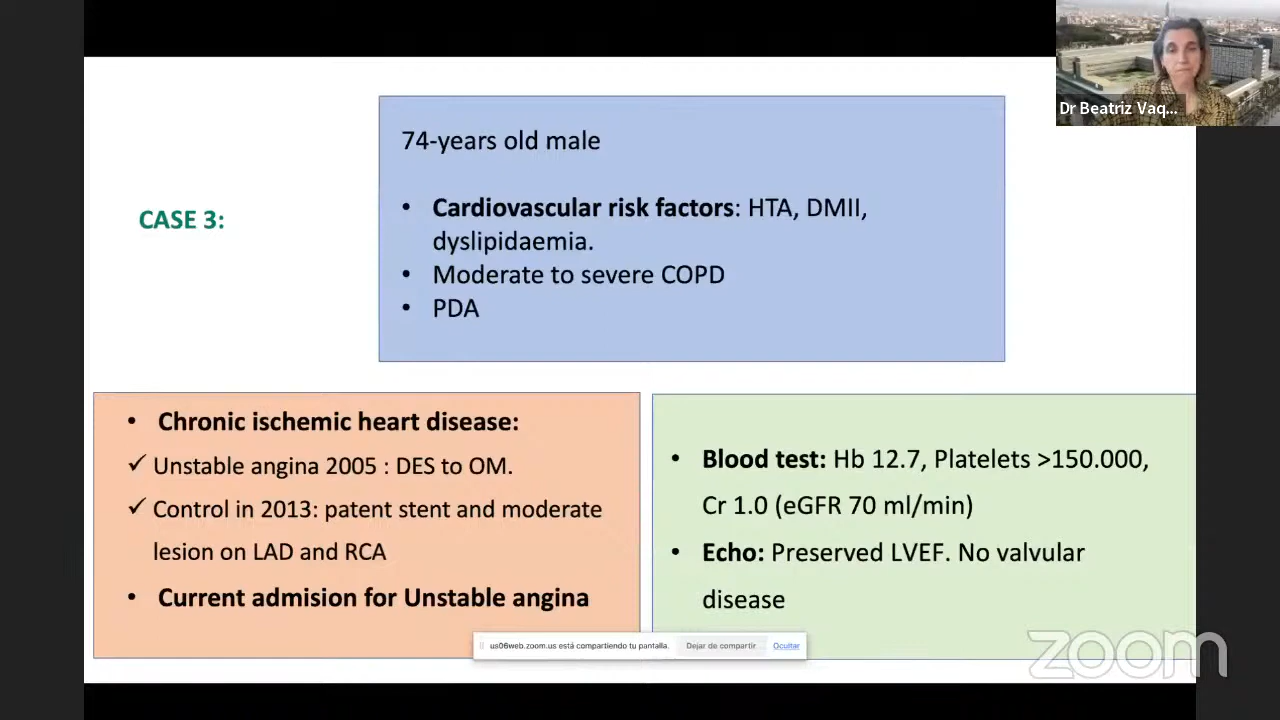 Dr Beatriz Vaq...
74-years old male
CASE 3:
• Cardiovascular risk factors: HTA, DMII,
dyslipidaemia.
• Moderate to severe COPD
• PDA
• Chronic ischemic heart disease:
✓ Unstable angina 2005 : DES to OM.
✓ Control in 2013: patent stent and moderate
lesion on LAD and RCA
• Current admision for Unstable angina
• Blood test: Hb 12.7, Platelets >150.000,
Cr 1.0 (eGFR 70 ml/min)
• Echo: Preserved LVEF. No valvular
disease
us06web.zoom.us está compartiendo tu pantalla. Dejar de compartir Ocultar
zoom